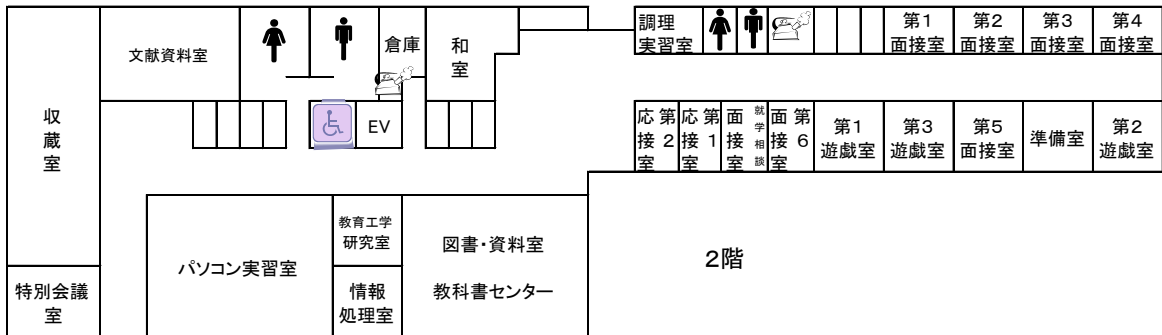 文献資料室
倉庫
和室
収蔵室
EV
特別会議室
パソコン実習室
教育工学
研究室
情報
処理室
図書・資料室
教科書センター
調理
実習室
第1
面接室
第2
面接室
第3
面接室
第4
面接室
第2
応接室
第1
応接室
就学相談
面接室
第6
面接室
第1
遊戯室
第3
遊戯室
第5
面接室
準備室
第2
遊戯室
2階